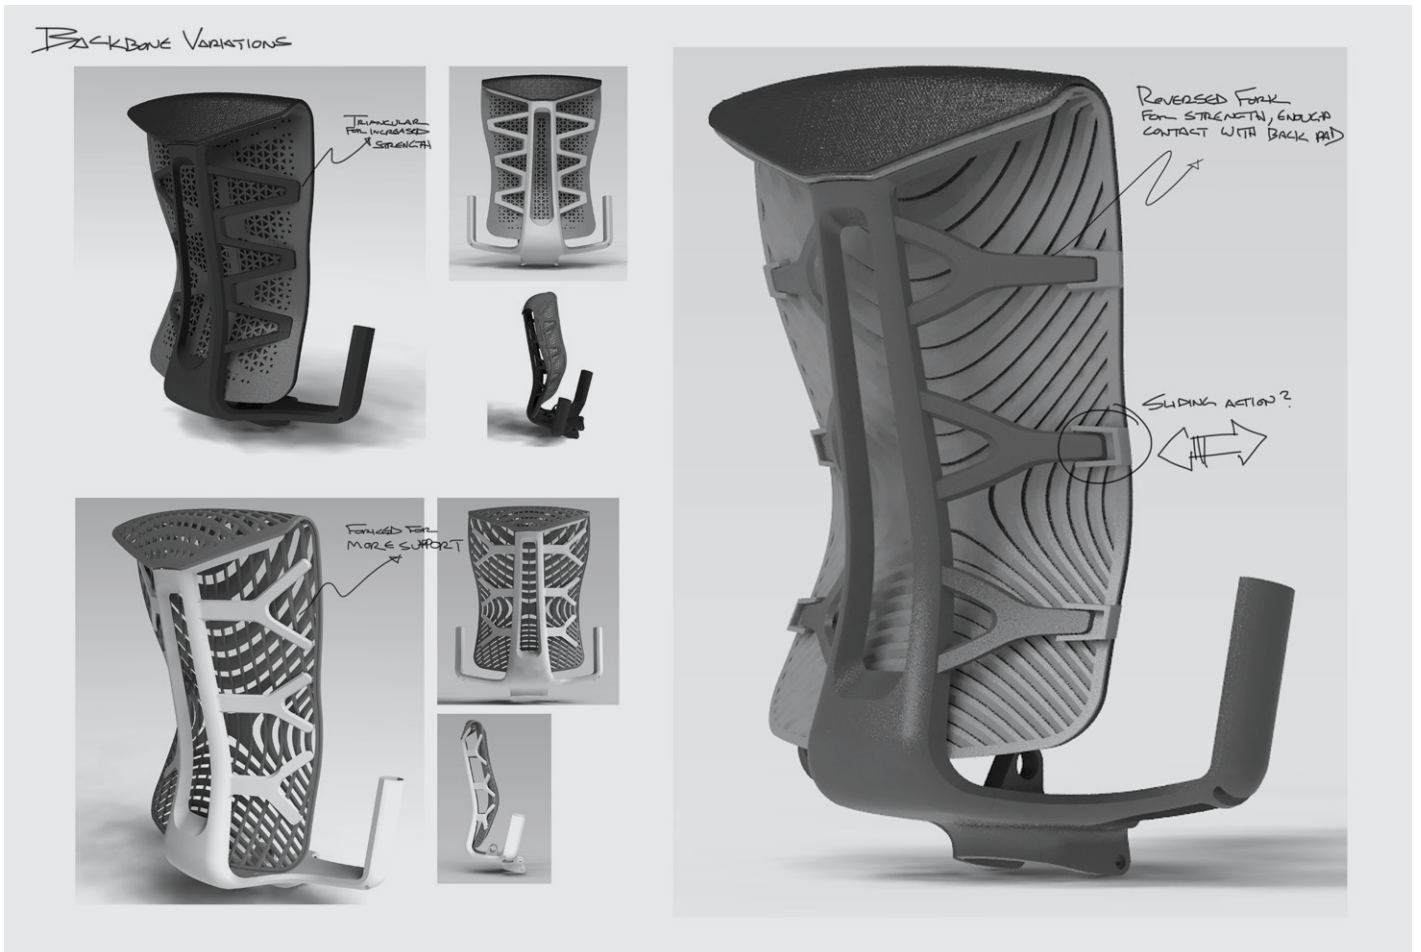 BACKBONE VARIATIONS
TRIANGULAR
FOR INCREASED
STRENGTH
FORKED FOR
MORE SUPPORT
REVERSED FORK
FOR STRENGTH, ENOUGH
CONTACT WITH BACK PAD
SLIDING ACTION?